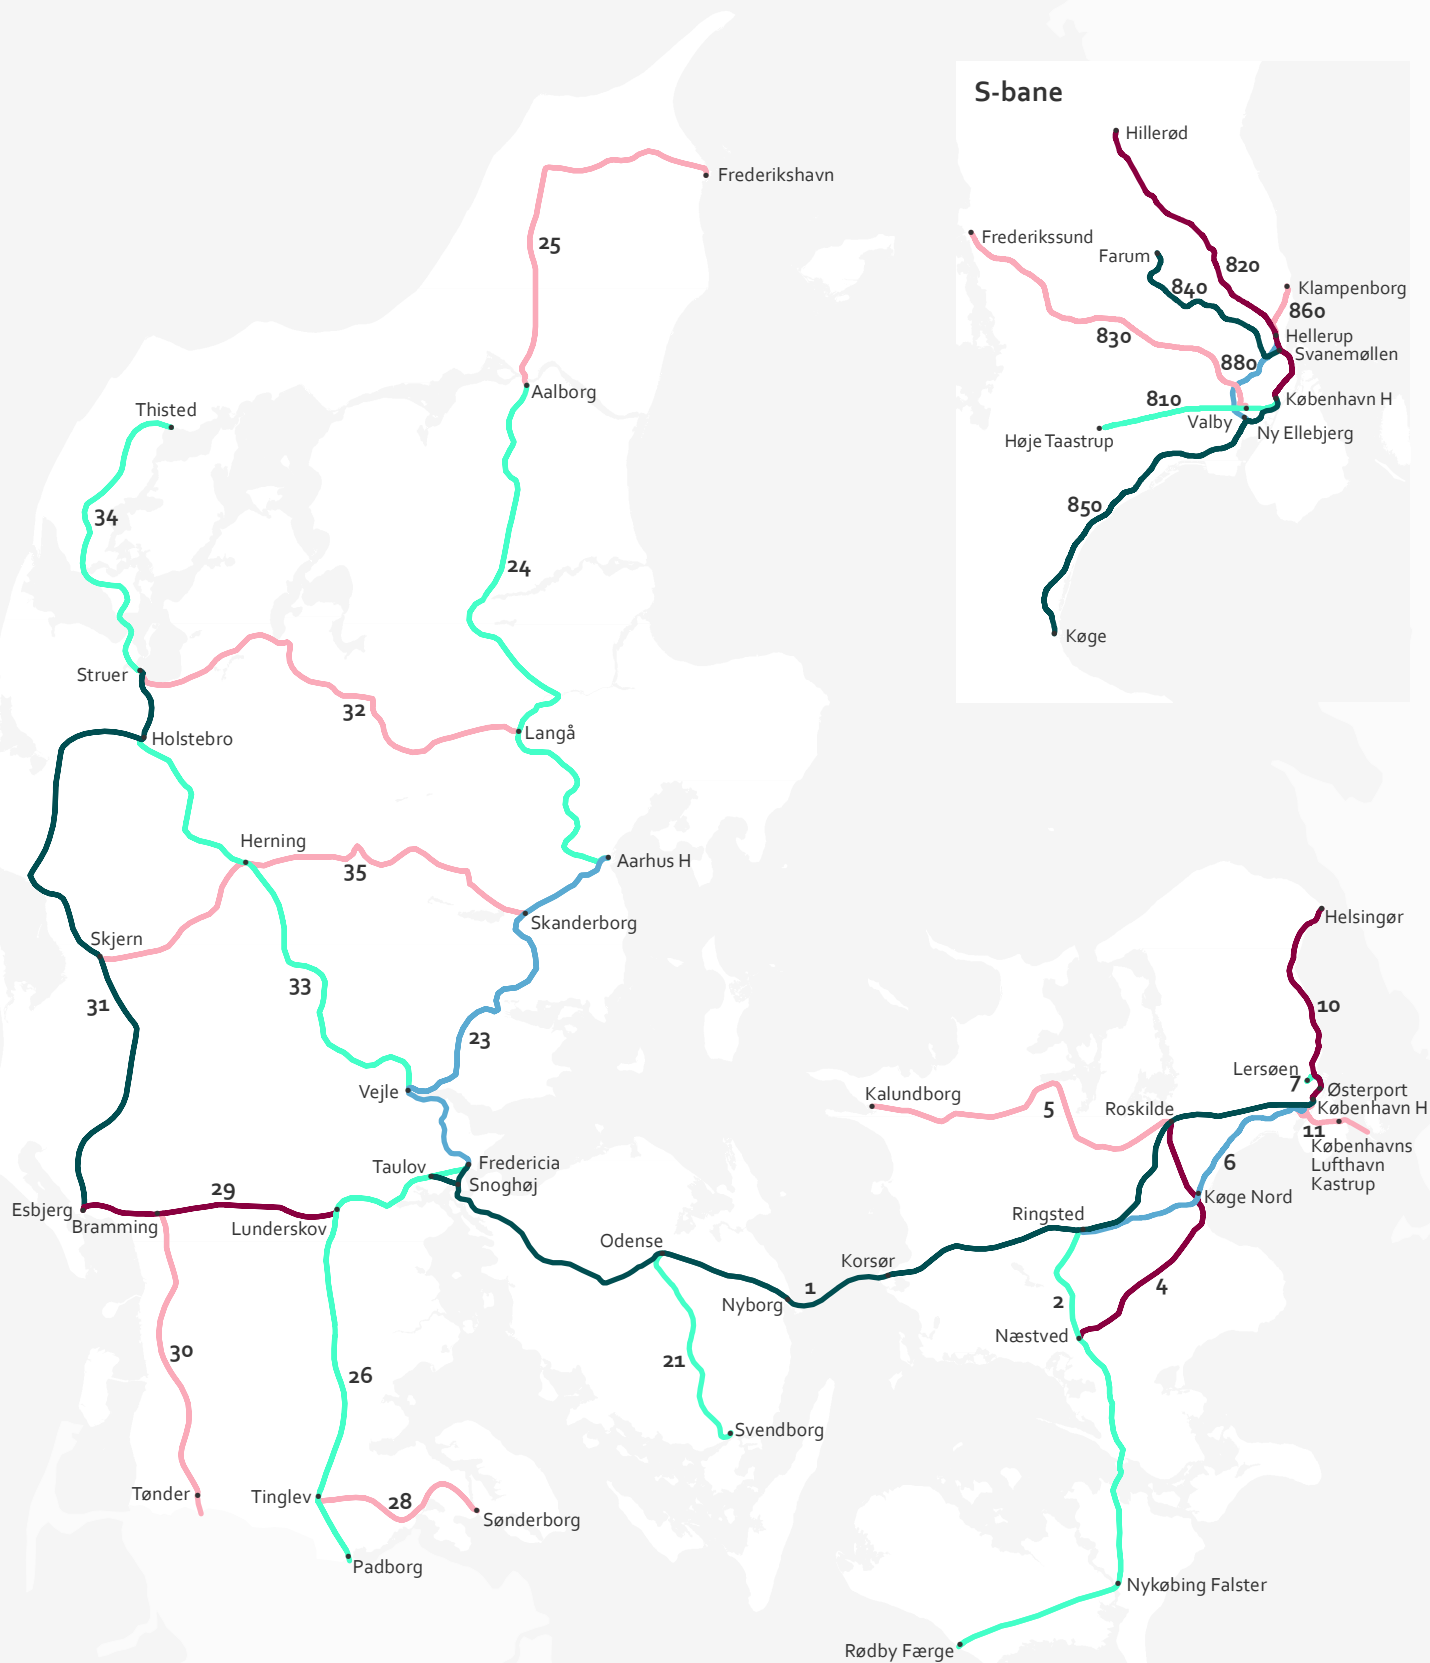 S-bane
Hillerød
Frederikssund
Farum
820
840
Klampenborg
860
830
Hellerup
880
Svanemøllen
810
København H
Valby
Ny Ellebjerg
Høje Taastrup
850
Køge
Frederikshavn
25
Aalborg
Thisted
34
24
Struer
32
Langå
Holstebro
Herning
35
Aarhus H
Skanderborg
Skjern
33
31
23
Vejle
Taulov
Fredericia
Snoghøj
29
Esbjerg
Bramming
Lunderskov
Odense
Korsør
1
Nyborg
21
30
26
Svendborg
Tønder
Tinglev
28
Sønderborg
Padborg
Helsingør
10
Lersøen
7
Østerport
Kalundborg
5
Roskilde
København H
11
Københavns
Lufthavn
Kastrup
6
Køge Nord
Ringsted
2
4
Næstved
Nykøbing Falster
Rødby Færge